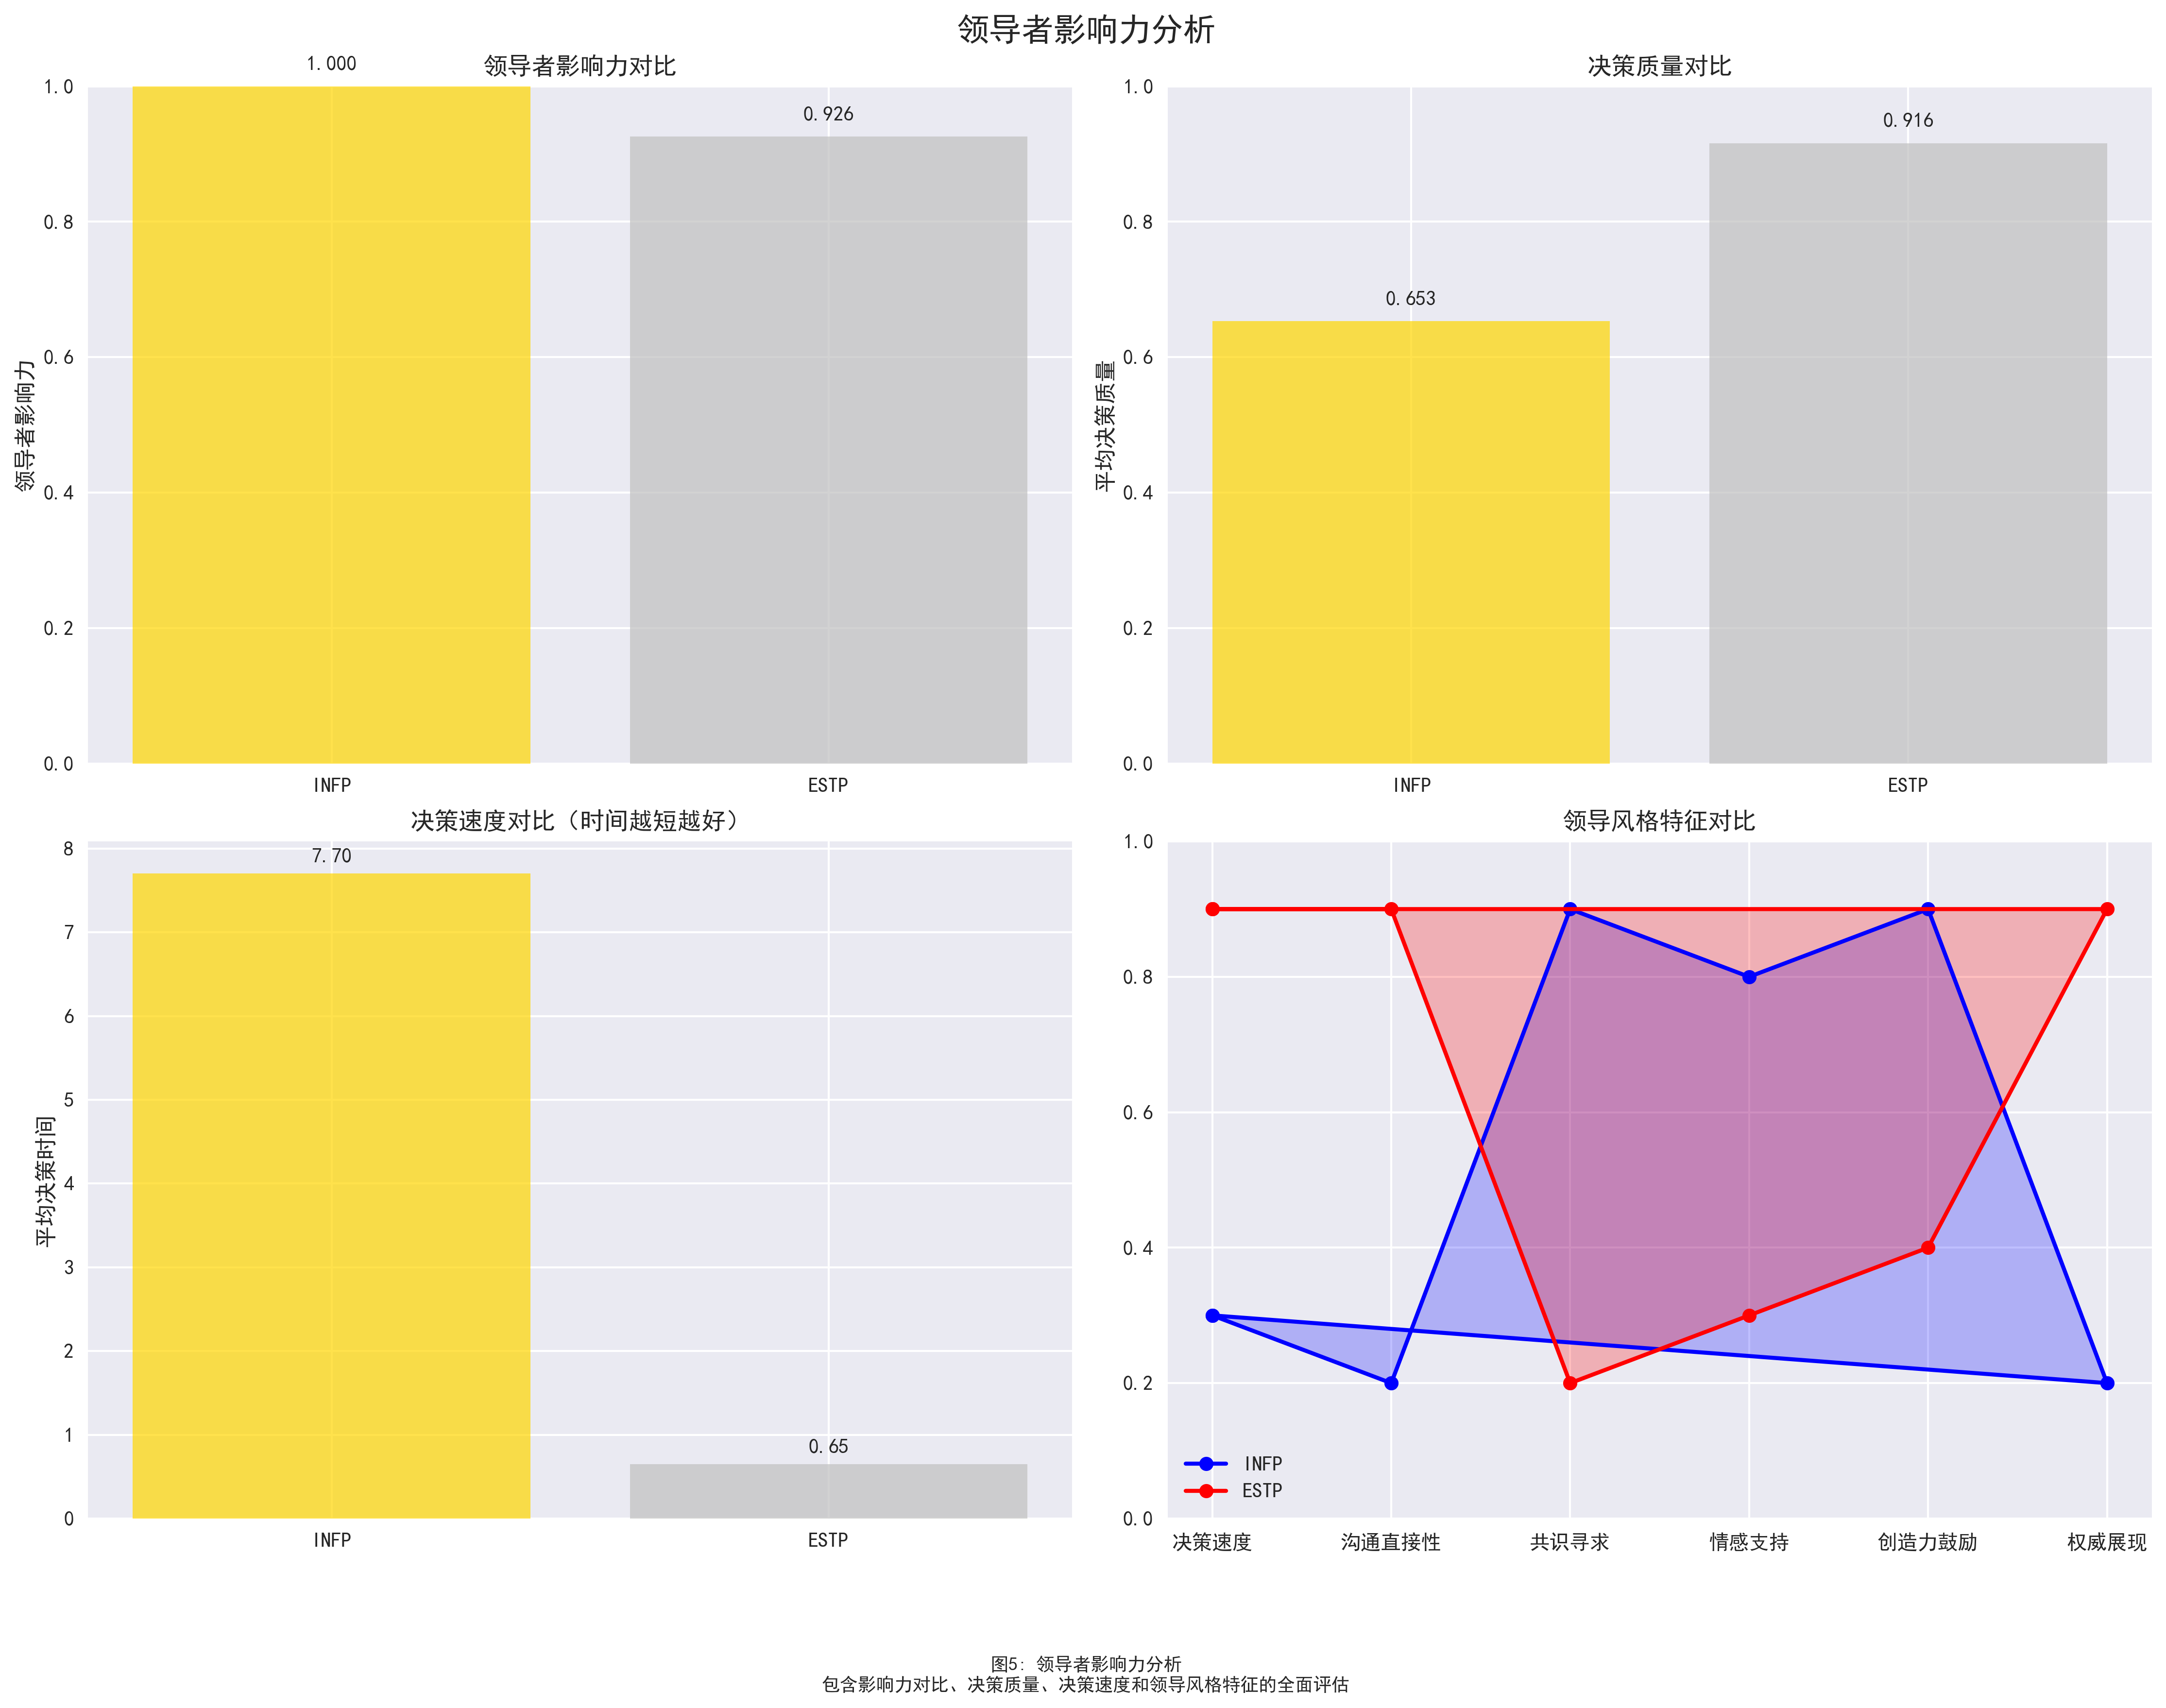 领导者影响力分析
领导者影响力对比
1.000
0.926
领导者影响力
1.0
0.8
0.6
0.4
0.2
0.0
INFP
ESTP
决策质量对比
0.653
0.916
平均决策质量
1.0
0.8
0.6
0.4
0.2
0.0
INFP
ESTP
决策速度对比（时间越短越好）
7.70
0.65
平均决策时间
8
7
6
5
4
3
2
1
0
INFP
ESTP
领导风格特征对比
1.0
0.8
0.6
0.4
0.2
0.0
INFP
ESTP
决策速度
沟通直接性
共识寻求
情感支持
创造力鼓励
权威展现
图5: 领导者影响力分析
包含影响力对比、决策质量、决策速度和领导风格特征的全面评估